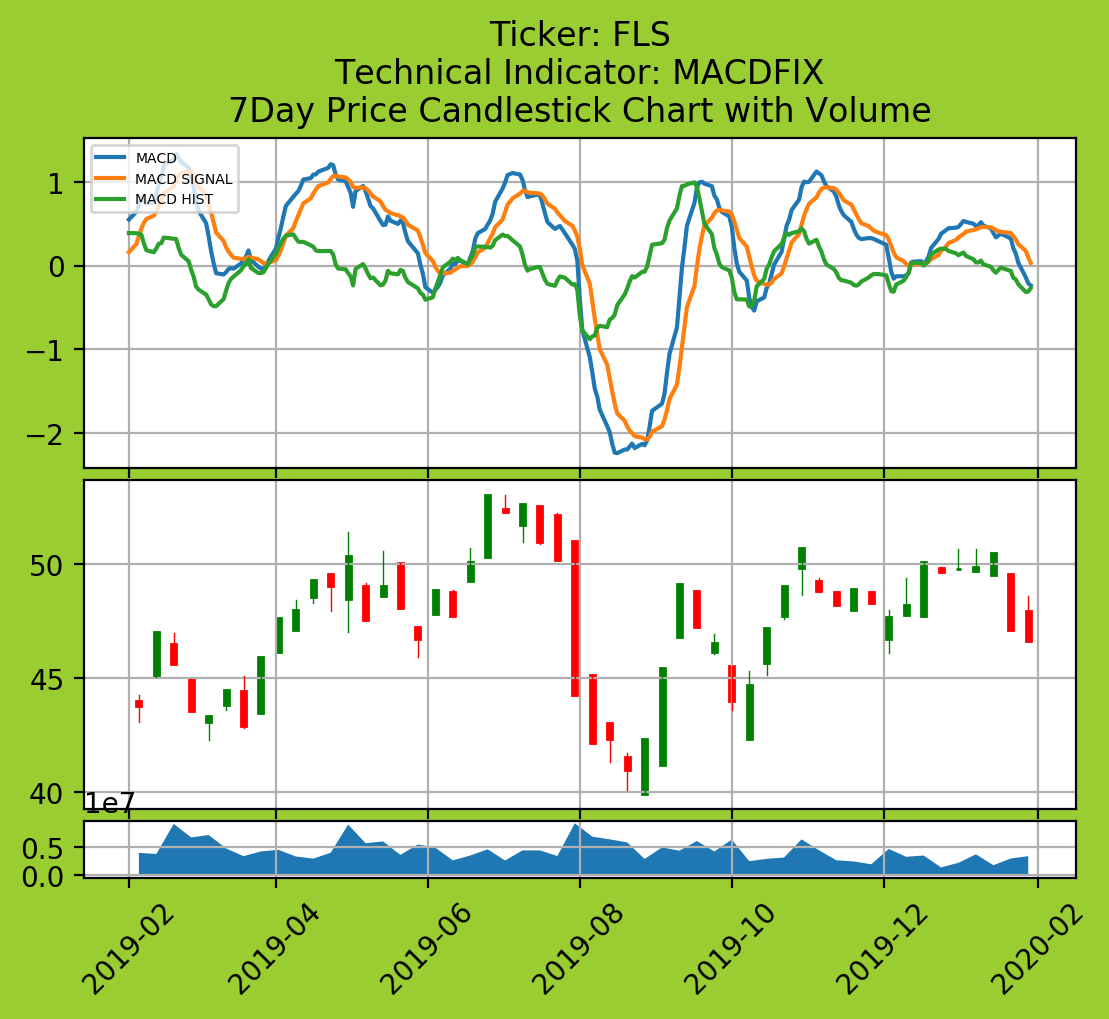 Ticker: FLS
Technical Indicator: MACDFIX
7Day Price Candlestick Chart with Volume
MACD
MACD SIGNAL
MACD HIST
1
0
−1
−2
50
45
40
1e7
0.5
0.0
2019-02
2019-04
2019-06
2019-08
2019-10
2019-12
2020-02